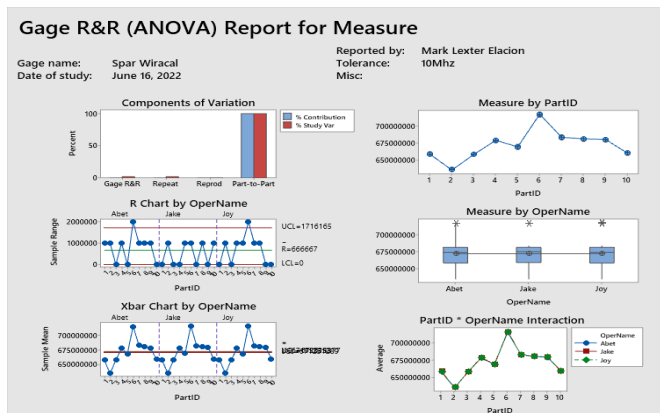 Gage R&R (ANOVA) Report for Measure
Gage name: Spar Wiracal
Date of study: June 16, 2022
Reported by: Mark Lexter Elacion
Tolerance: 10Mhz
Misc:
Components of Variation
Percent
100
50
0
Gage R&R Repeat Reprod Part-to-Part
% Contribution
% Study Var
R Chart by OperName
Abet Jake Joy
Sample Range
2000000
1000000
0
UCL=1716165
R=666667
LCL=0
PartID
Xbar Chart by OperName
Abet Jake Joy
Sample Mean
700000000
675000000
650000000
PartID
Measure by PartID
700000000
675000000
650000000
1 2 3 4 5 6 7 8 9 10
PartID
Measure by OperName
700000000
675000000
650000000
Abet Jake Joy
OperName
PartID * OperName Interaction
Average
700000000
675000000
650000000
1 2 3 4 5 6 7 8 9 10
PartID
OperName
Abet
Jake
Joy